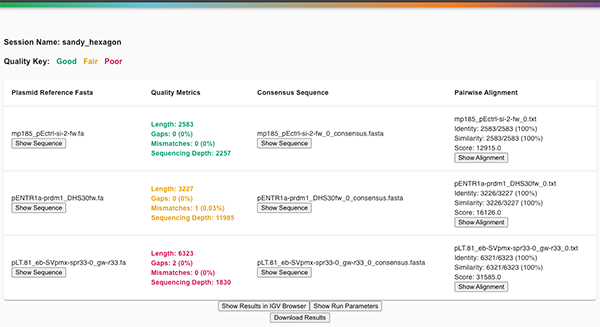 Session Name: sandy_hexagon
Quality Key: Good Fair Poor
Plasmid Reference Fasta Quality Metrics Consensus Sequence Pairwise Alignment
mp185_pEctrl-si-2-fw.fa
Show Sequence
Length: 2583
Gaps: 0 (0%)
Mismatches: 0 (0%)
Sequencing Depth: 2257
mp185_pEctrl-si-2-fw_0_consensus.fasta
Show Sequence
mp185_pEctrl-si-2-fw_0.txt
Identity: 2583/2583 (100%)
Similarity: 2583/2583 (100%)
Score: 12915.0
Show Alignment
pENTR1a-prdm1_DHS30fw.fa
Show Sequence
Length: 3227
Gaps: 0 (0%)
Mismatches: 1 (0.03%)
Sequencing Depth: 11985
pENTR1a-prdm1_DHS30fw_0_consensus.fasta
Show Sequence
pENTR1a-prdm1_DHS30fw_0.txt
Identity: 3226/3227 (100%)
Similarity: 3226/3227 (100%)
Score: 16126.0
Show Alignment
pLT.81_eb-SVpmx-spr33-0_gw-r33.fa
Show Sequence
Length: 6323
Gaps: 2 (0%)
Mismatches: 0 (0%)
Sequencing Depth: 1830
pLT.81_eb-SVpmx-spr33-0_gw-r33_0_consensus.fasta
Show Sequence
pLT.81_eb-SVpmx-spr33-0_gw-r33_0.txt
Identity: 6321/6323 (100%)
Similarity: 6321/6323 (100%)
Score: 31585.0
Show Alignment
Show Results in IGV Browser Show Run Parameters
Download Results